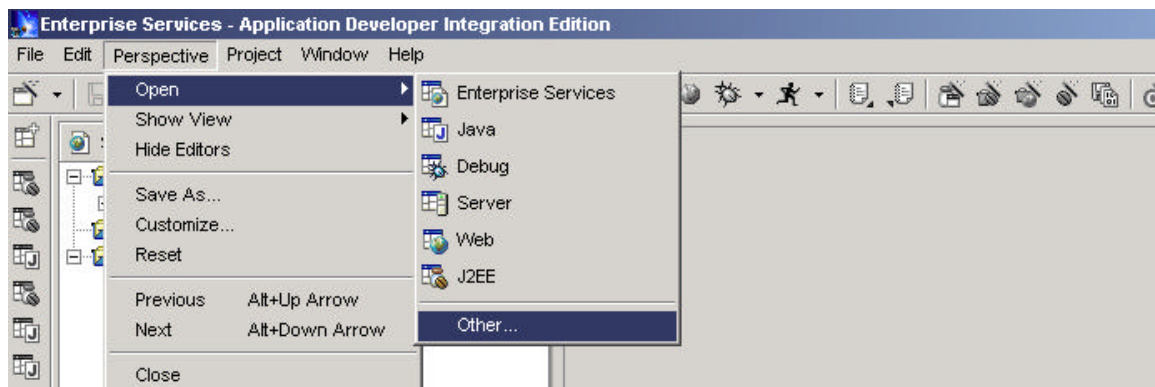 Enterprise Services - Application Developer Integration Edition
File Edit Perspective Project Window Help
Open
Show View
Hide Editors
Save As...
Customize...
Reset
Previous Alt+Up Arrow
Next Alt+Down Arrow
Close
Enterprise Services
Java
Debug
Server
Web
J2EE
Other...